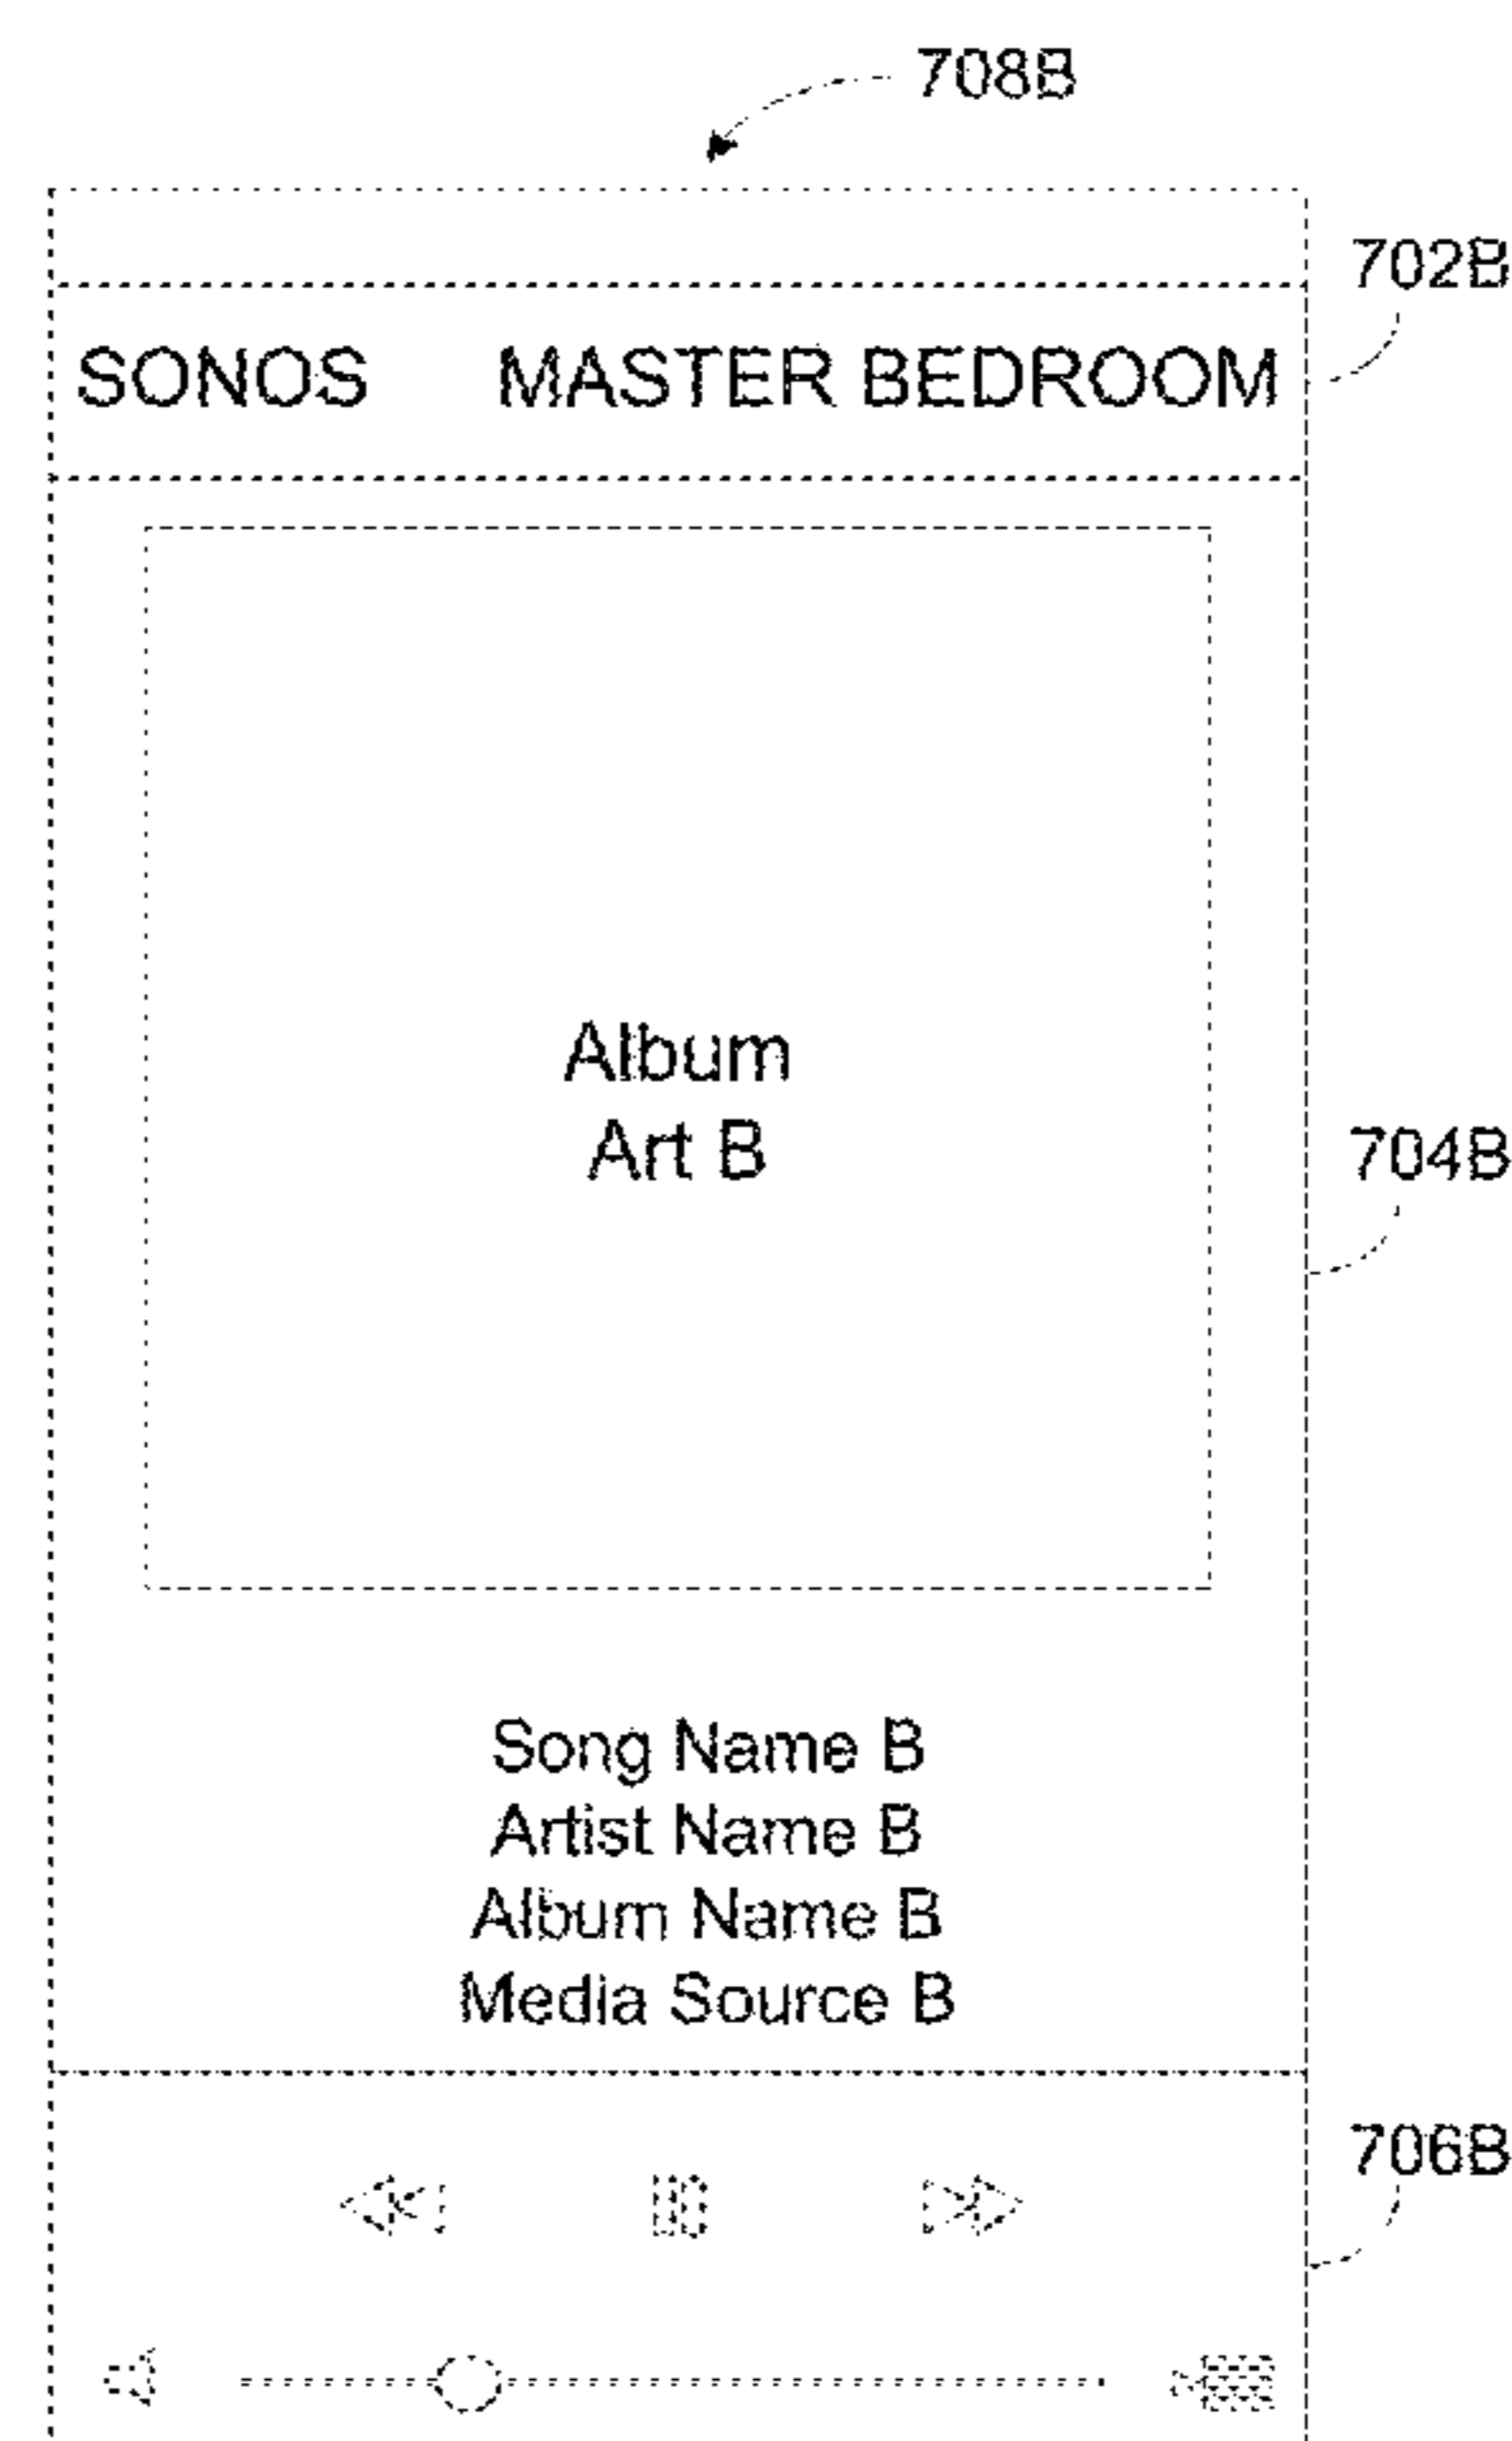 708B
702B
SONOS MASTER BEDROOM
Album
Art B
704B
Song Name B
Artist Name B
Album Name B
Media Source B
706B